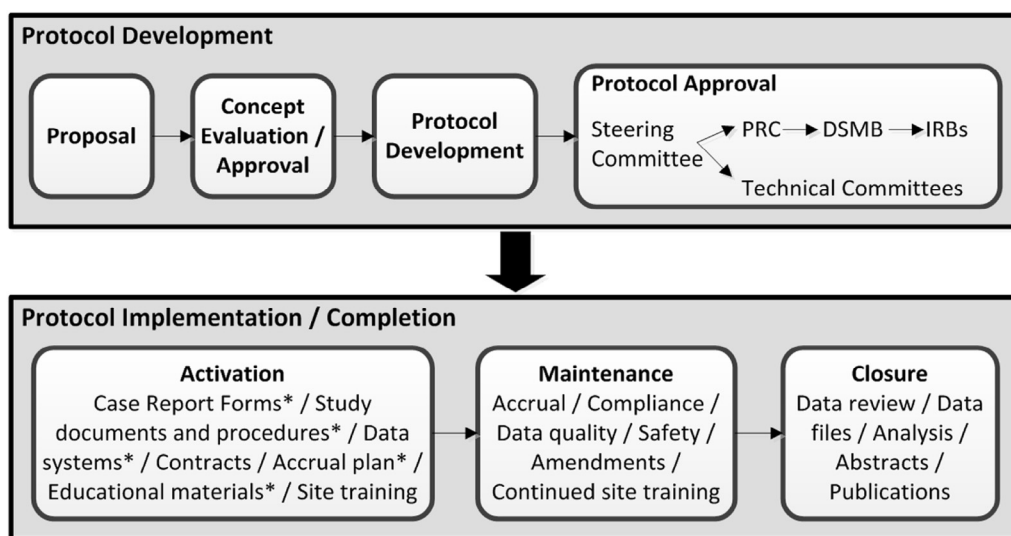 Protocol Development
Proposal
Concept
Evaluation /
Approval
Protocol
Development
Protocol Approval
Steering
Committee
PRC
DSMB
IRBs
Technical Committees
Protocol Implementation / Completion
Activation
Case Report Forms* / Study
documents and procedures* / Data
systems* / Contracts / Accrual plan* /
Educational materials* / Site training
Maintenance
Accrual / Compliance /
Data quality / Safety /
Amendments /
Continued site training
Closure
Data review / Data
files / Analysis /
Abstracts /
Publications